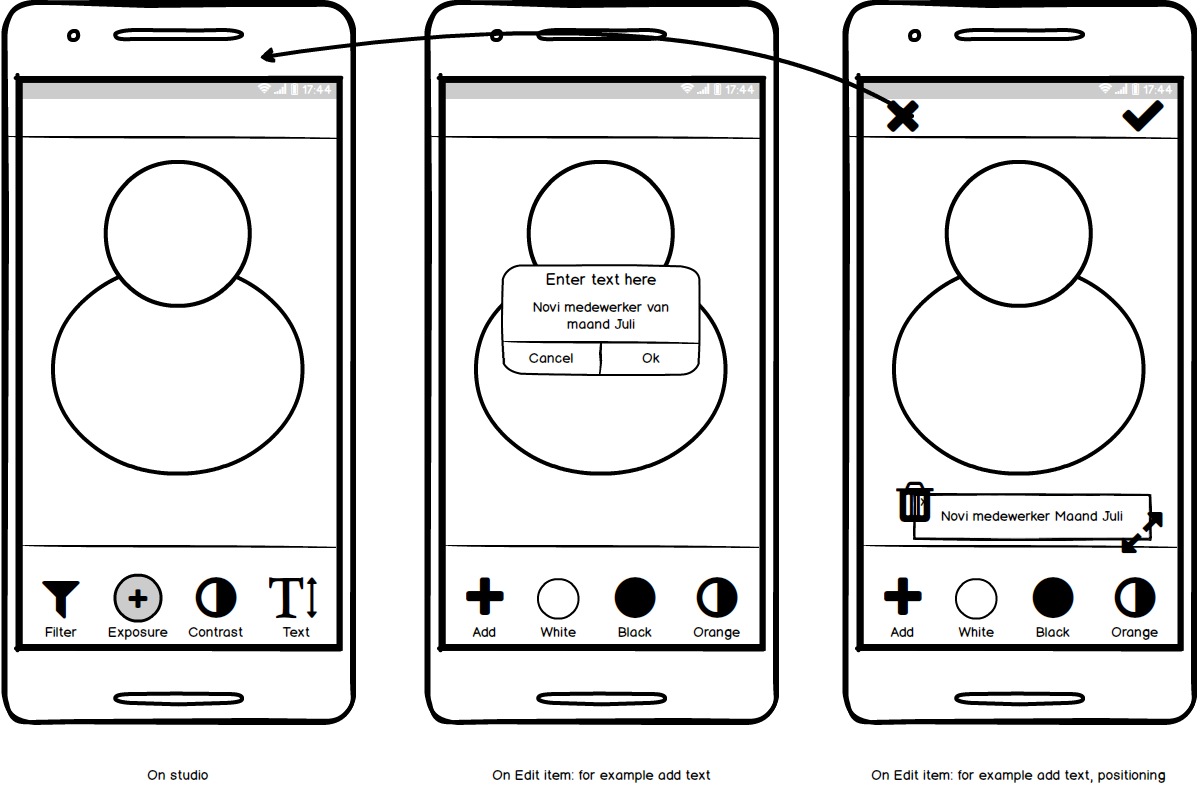 17:44
Filter
Exposure
Contrast
Text
On studio
17:44
Enter text here
Novi medewerker van
maand Juli
Cancel
Ok
Add
White
Black
Orange
On Edit item: for example add text
17:44
Novi medewerker Maand Juli
Add
White
Black
Orange
On Edit item: for example add text, positioning